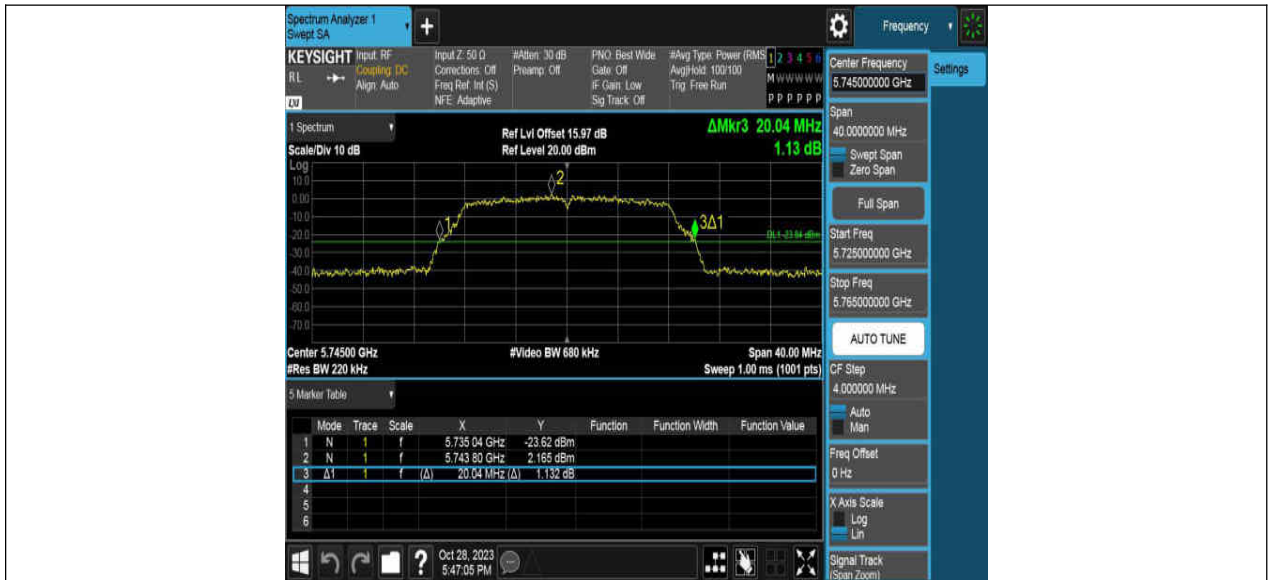 Spectrum Analyzer 1
Swept SA
Frequency
KEYSIGHT
RL
Input: RF
Coupling: DC
Align: Auto
Input Z: 50 Ω
Corrections: Off
Freq Ref: Int (S)
NFE: Adaptive
#Atten: 30 dB
Preamp: Off
PNO: Best Wide
Gate: Off
IF Gain: Low
Sig Track: Off
#Avg Type: Power (RMS
Avg|Hold: 100/100
Trig: Free Run
1 2 3 4 5 6
M W W W W W
P P P P P P
Center Frequency
5.745000000 GHz
Settings
1 Spectrum
Scale/Div 10 dB
Ref Lvl Offset 15.97 dB
Ref Level 20.00 dBm
ΔMkr3 20.04 MHz
1.13 dB
Span
40.0000000 MHz
Swept Span
Zero Span
Full Span
Start Freq
5.725000000 GHz
Stop Freq
5.765000000 GHz
AUTO TUNE
CF Step
4.000000 MHz
Auto
Man
Freq Offset
0 Hz
X Axis Scale
Log
Lin
Signal Track
(Span Zoom)
Log
10.0
0.00
-10.0
-20.0
-30.0
-40.0
-50.0
-60.0
-70.0
1
2
3Δ1
Center 5.74500 GHz
#Res BW 220 kHz
#Video BW 680 kHz
Span 40.00 MHz
Sweep 1.00 ms (1001 pts)
5 Marker Table
Mode Trace Scale X Y Function Function Width Function Value
1 N 1 f 5.735 04 GHz -23.62 dBm
2 N 1 f 5.743 80 GHz 2.165 dBm
3 Δ1 1 f (Δ) 20.04 MHz (Δ) 1.132 dB
4
5
6
Oct 28, 2023
5:47:05 PM